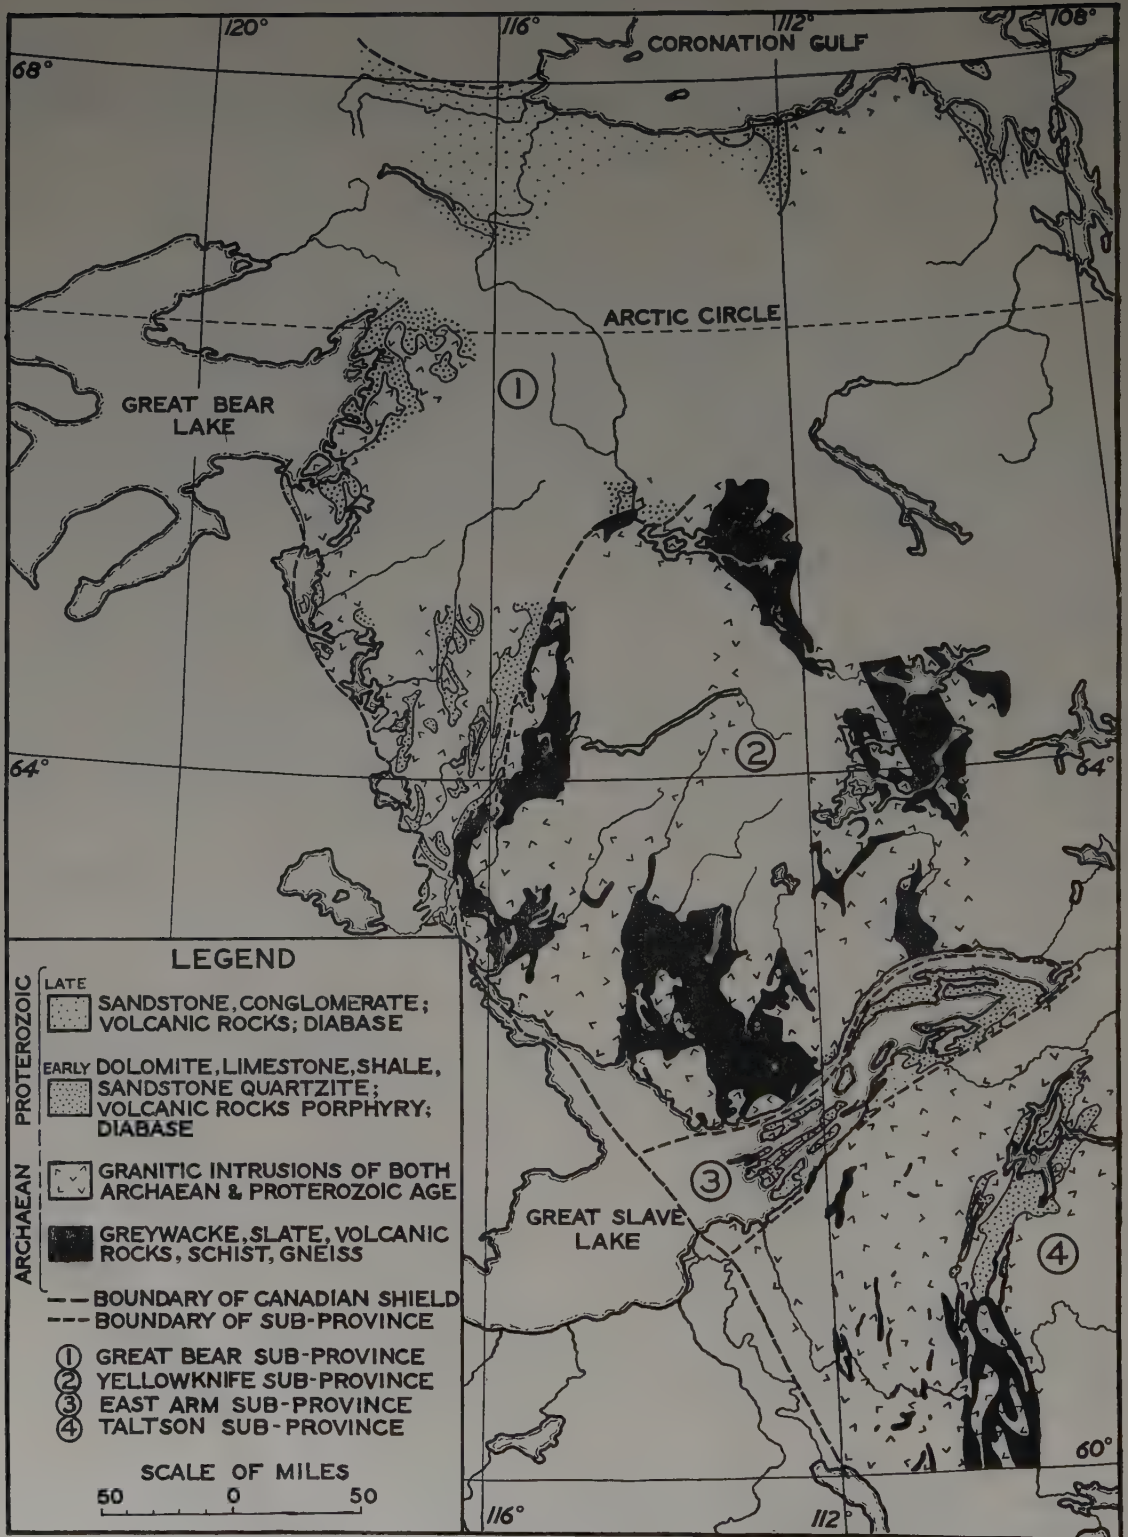 120°
116°
112°
108°
CORONATION GULF
68°
ARCTIC CIRCLE
1
GREAT BEAR
LAKE
2
64°
64°
3
GREAT SLAVE
LAKE
4
60°
116°
112°
LEGEND
PROTEROZOIC
ARCHAEAN
LATE
SANDSTONE, CONGLOMERATE;
VOLCANIC ROCKS; DIABASE
EARLY DOLOMITE, LIMESTONE, SHALE,
SANDSTONE QUARTZITE;
VOLCANIC ROCKS PORPHYRY;
DIABASE
GRANITIC INTRUSIONS OF BOTH
ARCHAEAN & PROTEROZOIC AGE
GREYWACKE, SLATE, VOLCANIC
ROCKS, SCHIST, GNEISS
BOUNDARY OF CANADIAN SHIELD
BOUNDARY OF SUB-PROVINCE
1 GREAT BEAR SUB-PROVINCE
2 YELLOWKNIFE SUB-PROVINCE
3 EAST ARM SUB-PROVINCE
4 TALTSON SUB-PROVINCE
SCALE OF MILES
50 0 50